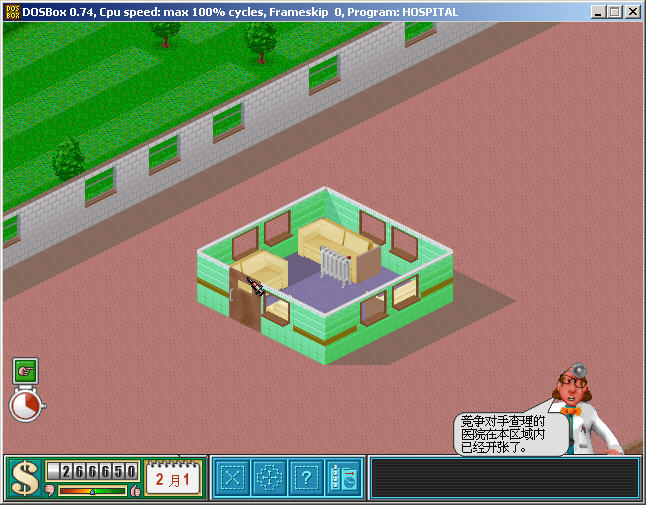 DOSBox 0.74, Cpu speed: max 100% cycles, Frameskip 0, Program: HOSPITAL
竞争对手查理的
医院在本区域内
已经开张了。
$ 266650
2月1
?